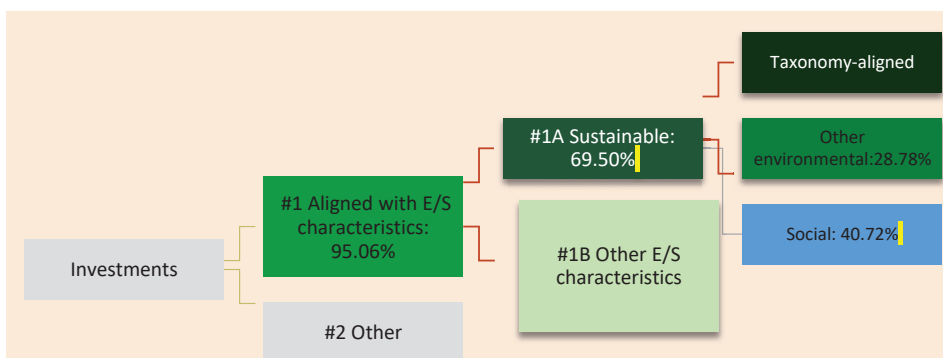 Taxonomy-aligned
#1A Sustainable:
69.50%
Other
environmental:28.78%
#1 Aligned with E/S
characteristics:
95.06%
Social: 40.72%
#1B Other E/S
characteristics
Investments
#2 Other